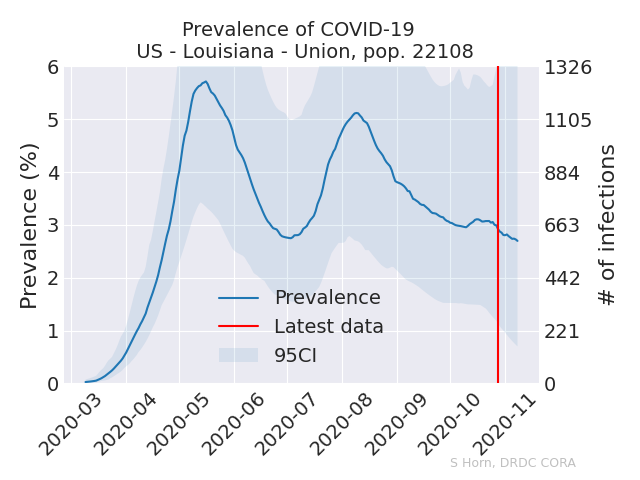 Prevalence of COVID-19
US - Louisiana - Union, pop. 22108
6
5
4
3
2
1
0
Prevalence (%)
1326
1105
884
663
442
221
0
# of infections
Prevalence
Latest data
95CI
2020-03
2020-04
2020-05
2020-06
2020-07
2020-08
2020-09
2020-10
2020-11
S Horn, DRDC CORA